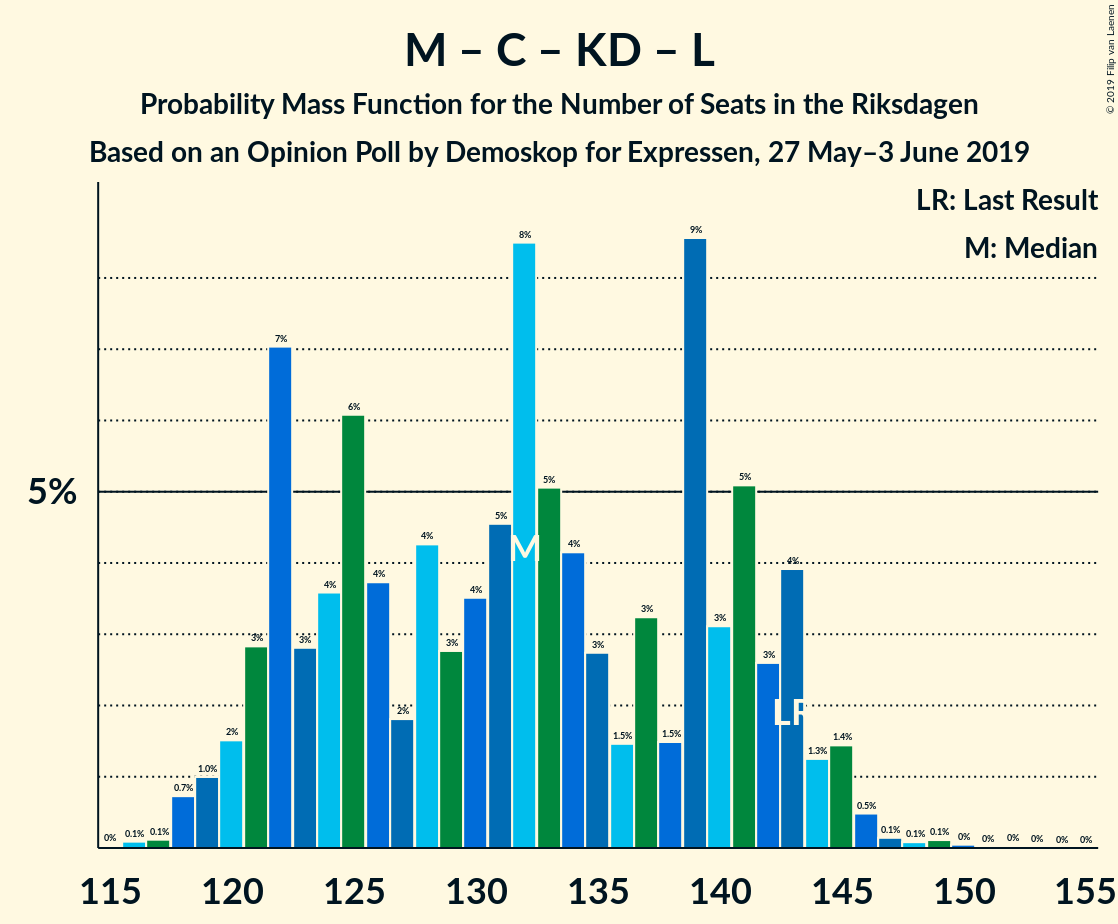 M – C – KD – L
Probability Mass Function for the Number of Seats in the Riksdagen
Based on an Opinion Poll by Demoskop for Expressen, 27 May–3 June 2019
© 2019 Filip van Laenen
LR: Last Result
M: Median
5%
0% 0.1% 0.1% 0.7% 1.0% 2% 3% 7% 3% 4% 6% 4% 2% 4% 3% 4% 5% 8% 5% 4% 3% 1.5% 3% 1.5% 9% 3% 5% 3% 4% 1.3% 1.4% 0.5% 0.1% 0.1% 0.1% 0% 0% 0% 0% 0% 0%
M
LR
115 120 125 130 135 140 145 150 155